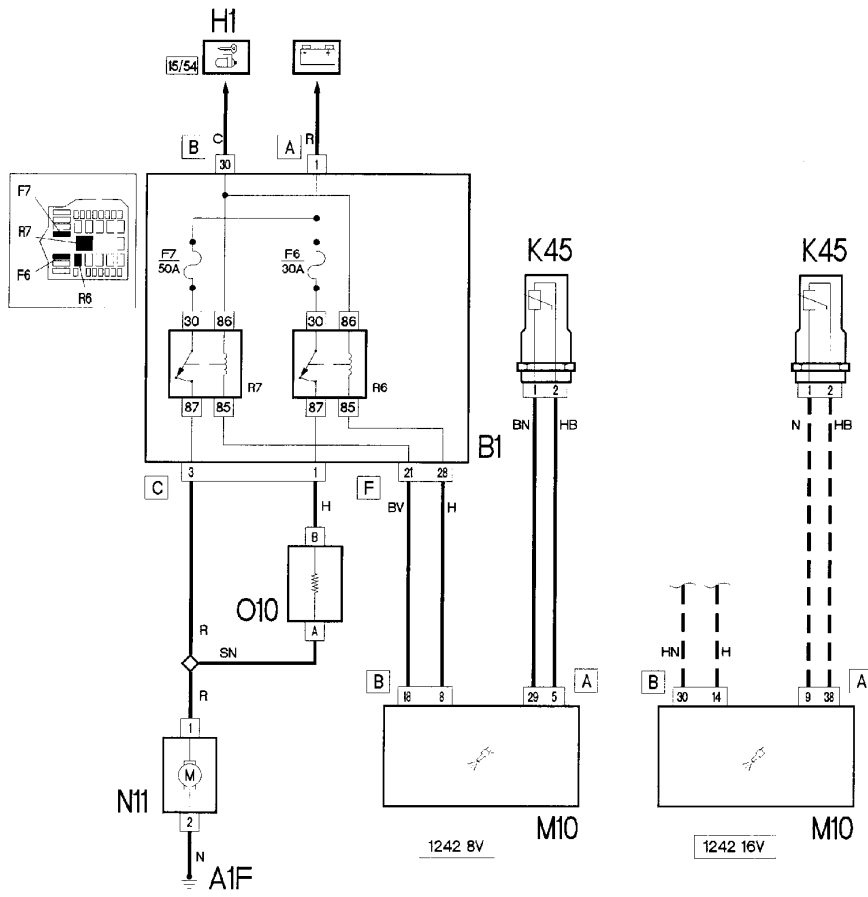 H1
15/54
C
R
B
30
A
1
F7
R7
F6
R6
F7
50A
F6
30A
30
86
30
86
R7
R6
87
85
87
85
B1
C
3
1
F
21
28
H
BV
H
B
O10
A
R
SN
R
1
M
N11
2
N
A1F
K45
1
2
BN
HB
B
18
8
29
5
A
M10
1242 8V
K45
1
2
N
HB
HN
H
B
30
14
9
38
A
M10
1242 16V